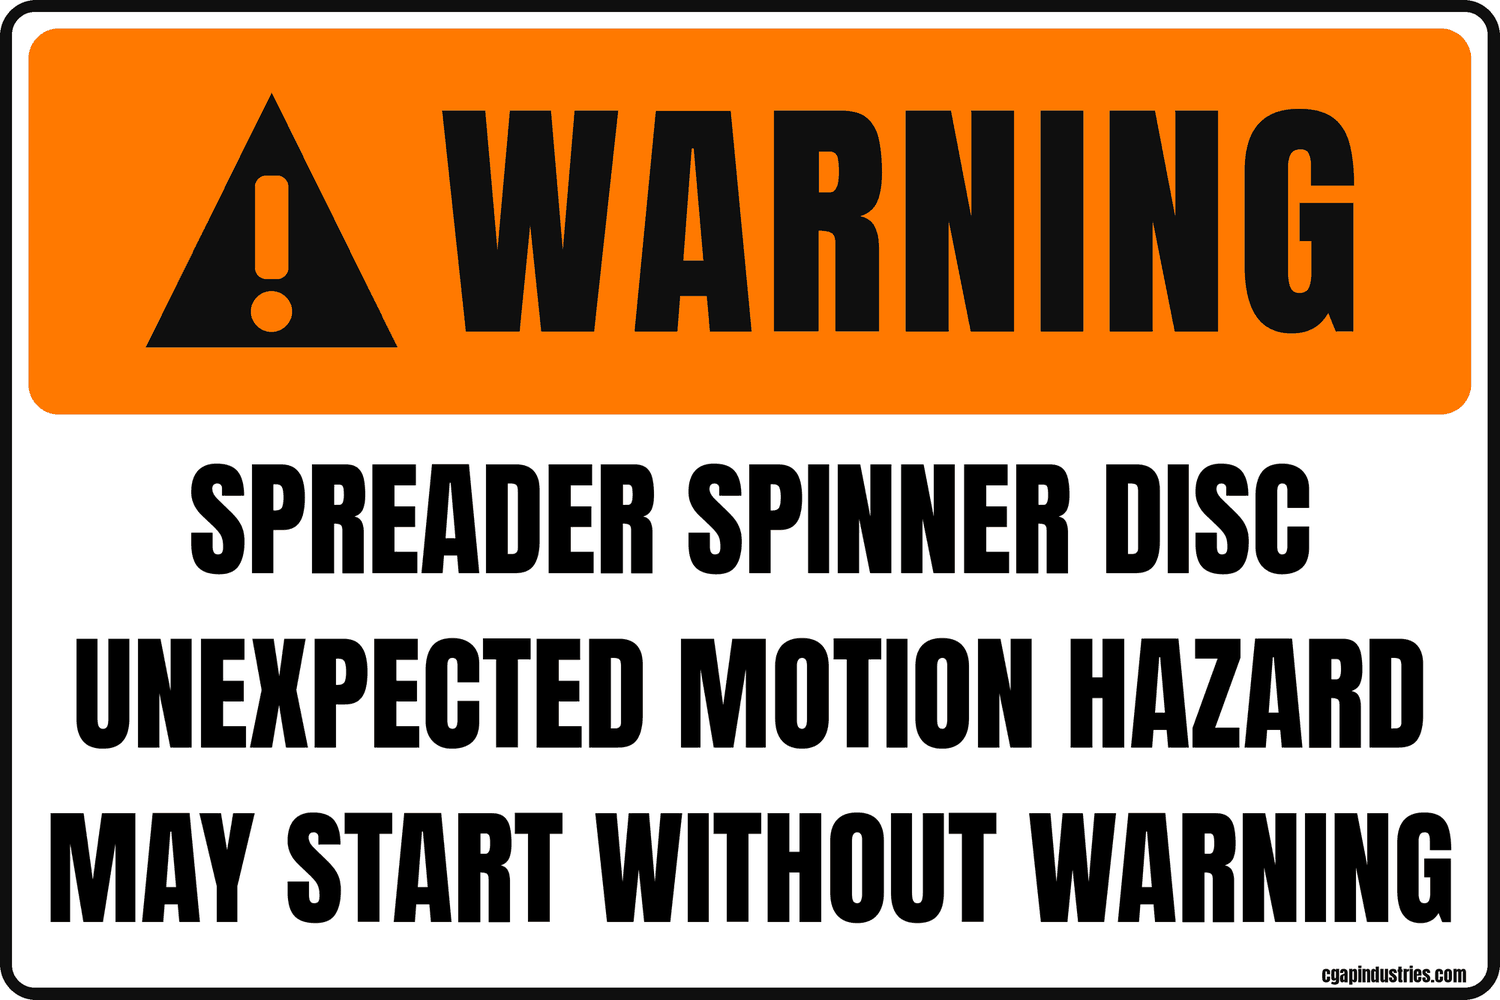 WARNING
SPREADER SPINNER DISC
UNEXPECTED MOTION HAZARD
MAY START WITHOUT WARNING
cgapindustries.com